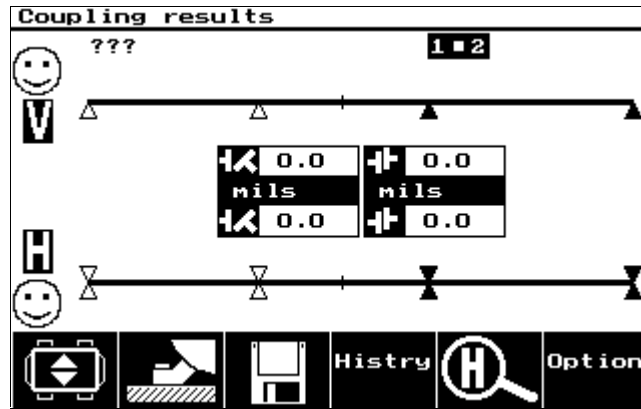 Coupling results
??? 1 ▪ 2
V
0.0 0.0
mils mils
0.0 0.0
H
Histry H Option